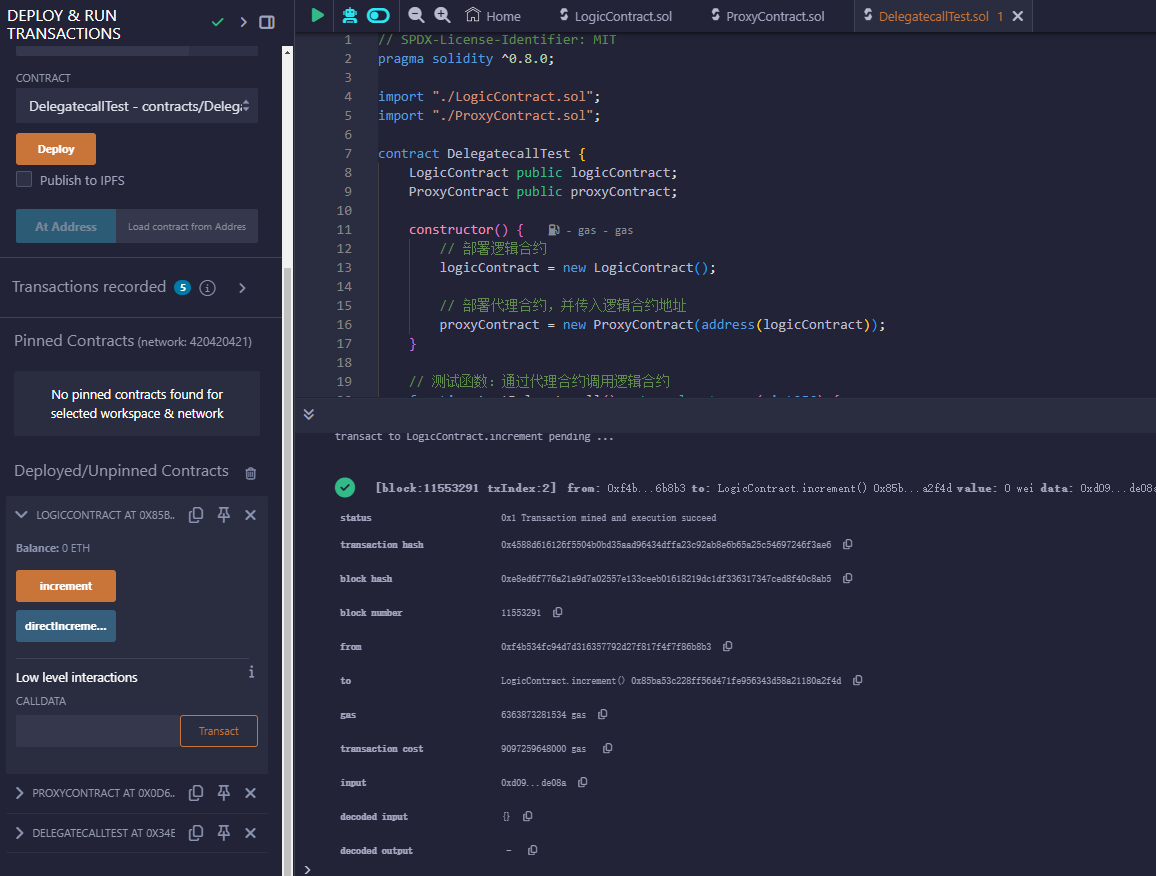 DEPLOY & RUN
TRANSACTIONS
CONTRACT
DelegatecallTest - contracts/Delega
Deploy
Publish to IPFS
At Address
Load contract from Addres
Transactions recorded 5
Pinned Contracts (network: 420420421)
No pinned contracts found for
selected workspace & network
Deployed/Unpinned Contracts
LOGICCONTRACT AT 0X85B..
Balance: 0 ETH
increment
directIncreme...
Low level interactions
CALLDATA
Transact
PROXYCONTRACT AT 0X0D6..
DELEGATECALLTEST AT 0X34E
Home
LogicContract.sol
ProxyContract.sol
DelegatecallTest.sol 1
1 // SPDX-License-Identifier: MIT
2 pragma solidity ^0.8.0;
3
4 import "./LogicContract.sol";
5 import "./ProxyContract.sol";
6
7 contract DelegatecallTest {
8 LogicContract public logicContract;
9 ProxyContract public proxyContract;
10
11 constructor() { - gas - gas
12 // 部署逻辑合约
13 logicContract = new LogicContract();
14
15 // 部署代理合约，并传入逻辑合约地址
16 proxyContract = new ProxyContract(address(logicContract));
17 }
18
19 // 测试函数：通过代理合约调用逻辑合约
transact to LogicContract.increment pending ...
[block:11553291 txIndex:2] from: 0xf4b...6b8b3 to: LogicContract.increment() 0x85b...a2f4d value: 0 wei data: 0xd09...de08a
status 0x1 Transaction mined and execution succeed
transaction hash 0x4588d616126f5504b0bd35aad96434dffa23c92ab8e6b65a25c54697246f3ae6
block hash 0xe8ed6f776a21a9d7a02557e133ceeb01618219dc1df336317347ced8f40c8ab5
block number 11553291
from 0xf4b534fc94d7d316357792d27f817f4f7f86b8b3
to LogicContract.increment() 0x85ba53c228ff56d471fe956343d58a21180a2f4d
gas 6363873281534 gas
transaction cost 9097259648000 gas
input 0xd09...de08a
decoded input {}
decoded output -